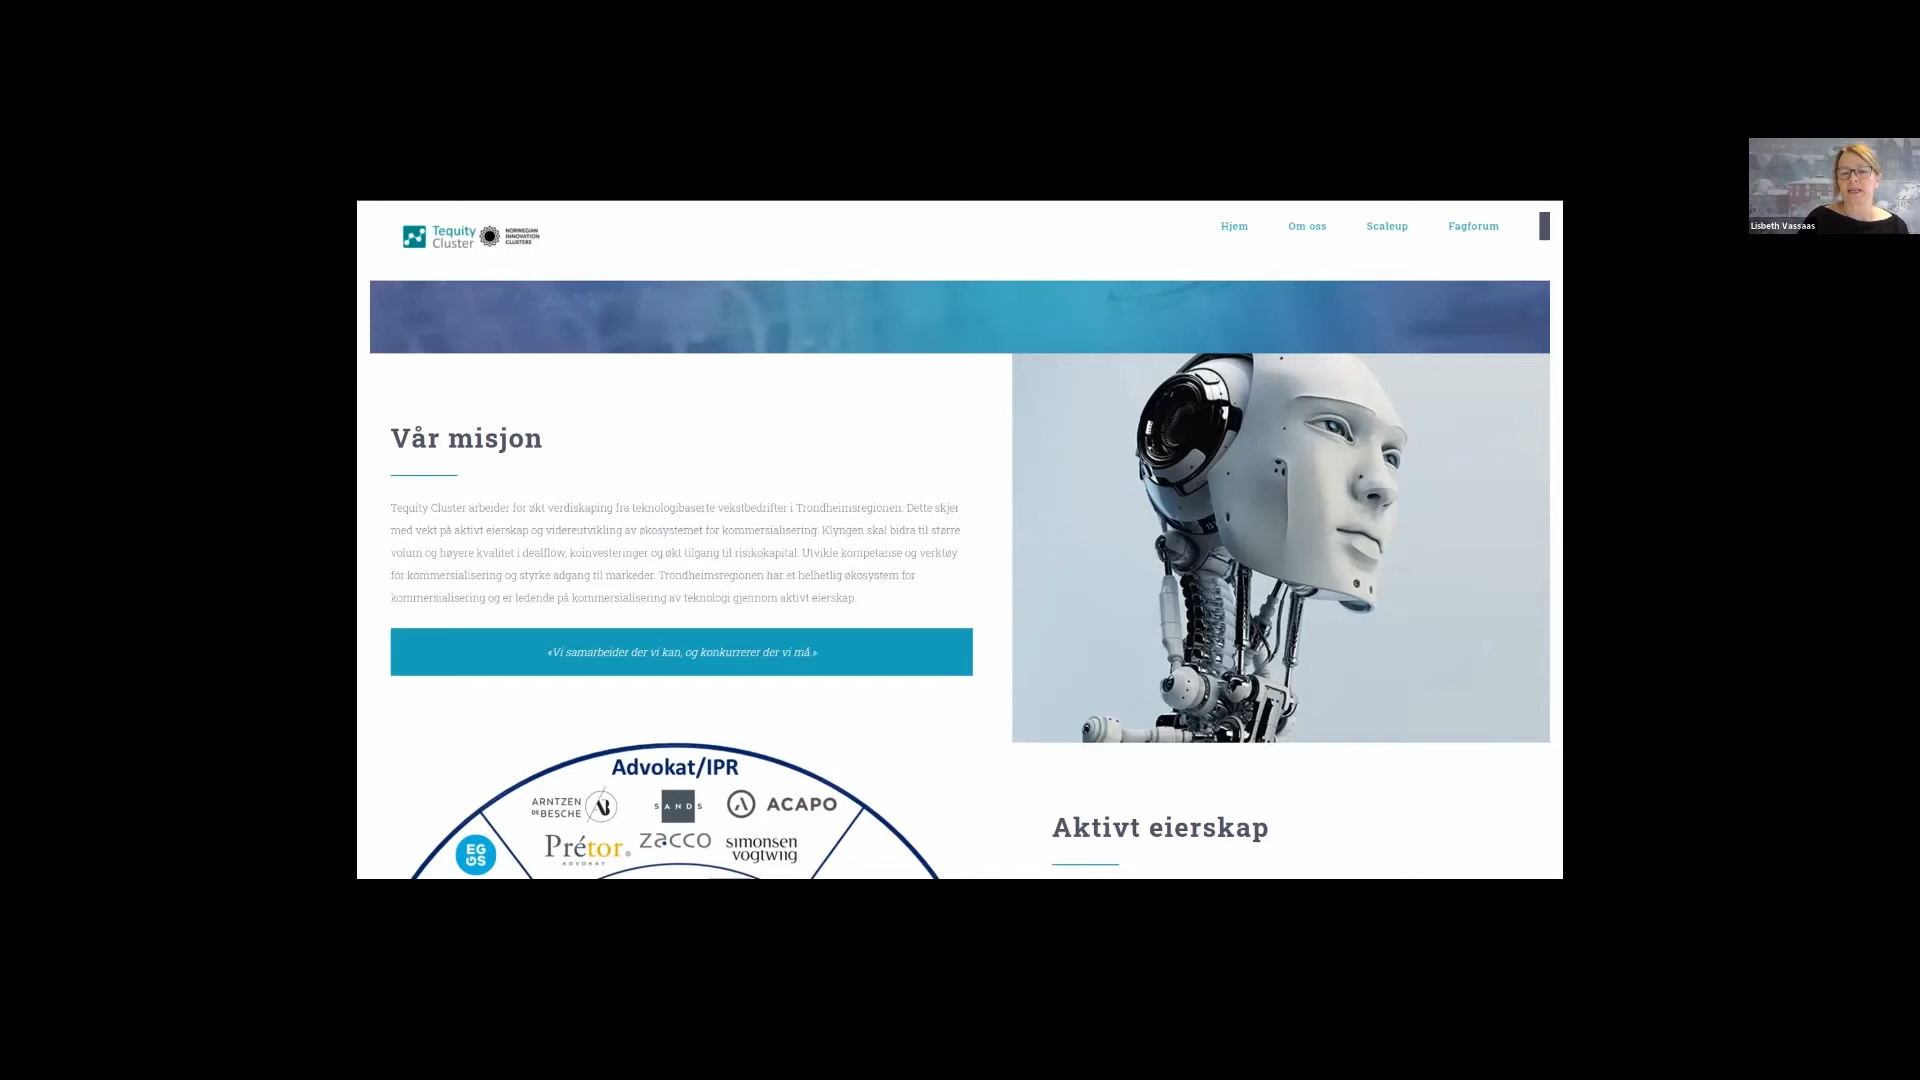 Tequity
Cluster
NORWEGIAN
INNOVATION
CLUSTERS
Hjem
Om oss
Scaleup
Fagforum
Lisbeth Vassaas
Vår misjon
Tequity Cluster arbeider for økt verdiskaping fra teknologibaserte vekstbedrifter i Trondheimsregionen. Dette skjer
med vekt på aktivt eierskap og videreutvikling av økosystemet for kommersialisering. Klyngen skal bidra til større
volum og høyere kvalitet i dealflow, koinvesteringer og økt tilgang til risikokapital. Utvikle kompetanse og verktøy
for kommersialisering og styrke adgang til markeder. Trondheimsregionen har et helhetlig økosystem for
kommersialisering og er ledende på kommersialisering av teknologi gjennom aktivt eierskap.
«Vi samarbeider der vi kan, og konkurrerer der vi må.»
Advokat/IPR
ARNTZEN
DE BESCHE
SANDS
ACAPO
EG
GS
Prétor®
ADVOKAT
zacco
simonsen
vogtwiig
Aktivt eierskap